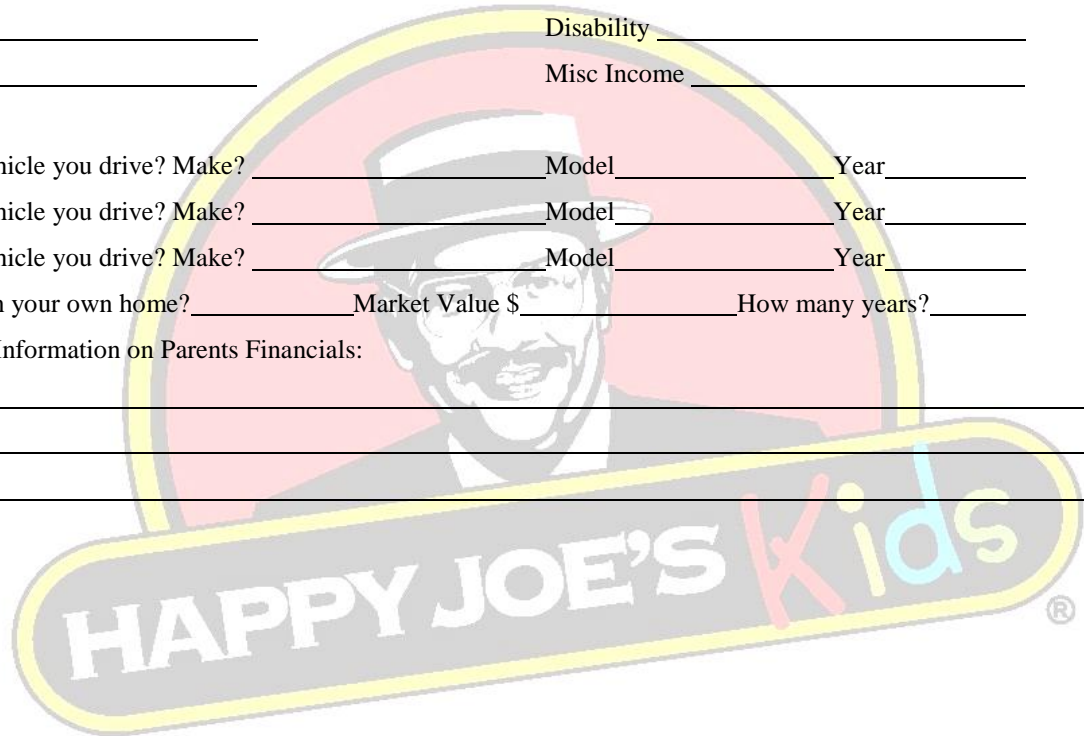 Disability
Misc Income
hicle you drive? Make? Model Year
hicle you drive? Make? Model Year
hicle you drive? Make? Model Year
n your own home? Market Value $ How many years?
Information on Parents Financials:
HAPPY JOE'S Kids ®